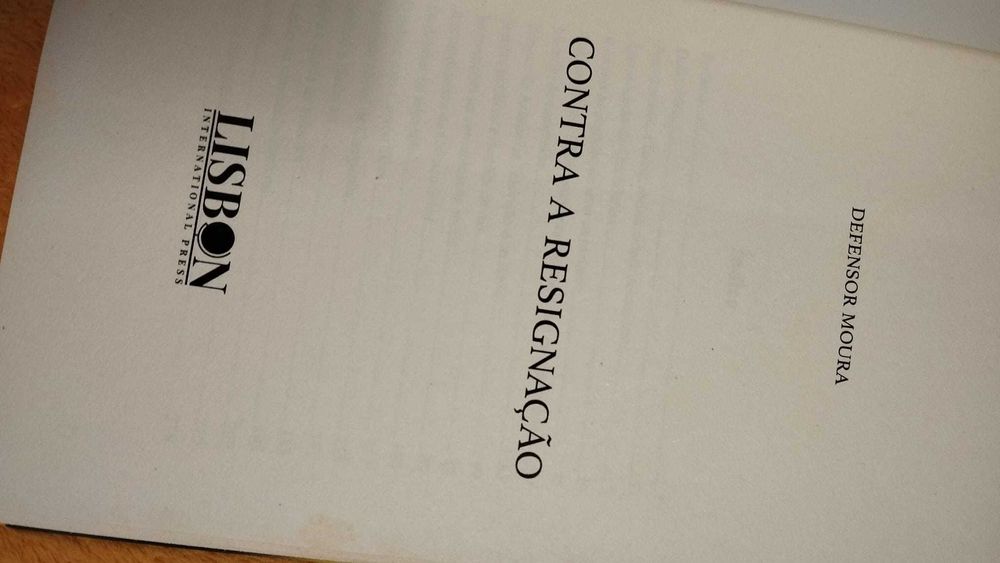 DEFENSOR MOURA
CONTRA A RESIGNAÇÃO
LISBON
INTERNATIONAL PRESS